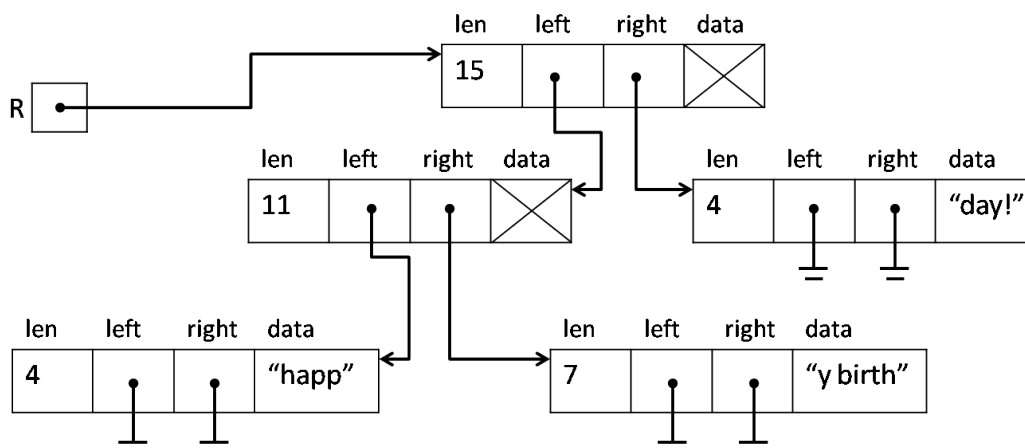 len left right data
15
R
len left right data
11
len left right data
4 “day!”
len left right data
4 “happ”
len left right data
7 “y birth”